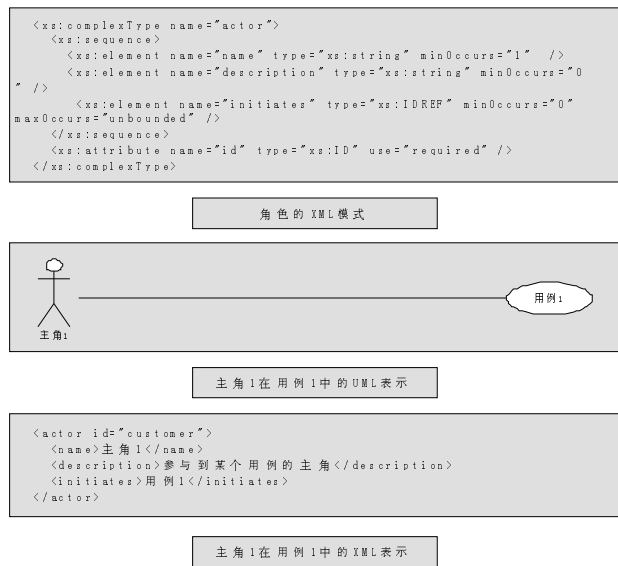 <xs:complexType name="actor">
<xs:sequence>
<xs:element name="name" type="xs:string" minOccurs="1" />
<xs:element name="description" type="xs:string" minOccurs="0
" />
<xs:element name="initiates" type="xs:IDREF" minOccurs="0"
maxOccurs="unbounded" />
</xs:sequence>
<xs:attribute name="id" type="xs:ID" use="required" />
</xs:complexType>
角色的XML模式
用例1
主角1
主角1在用例1中的UML表示
<actor id="customer">
<name>主角1</name>
<description>参与到某个用例的主角</description>
<initiates>用例1</initiates>
</actor>
主角1在用例1中的XML表示